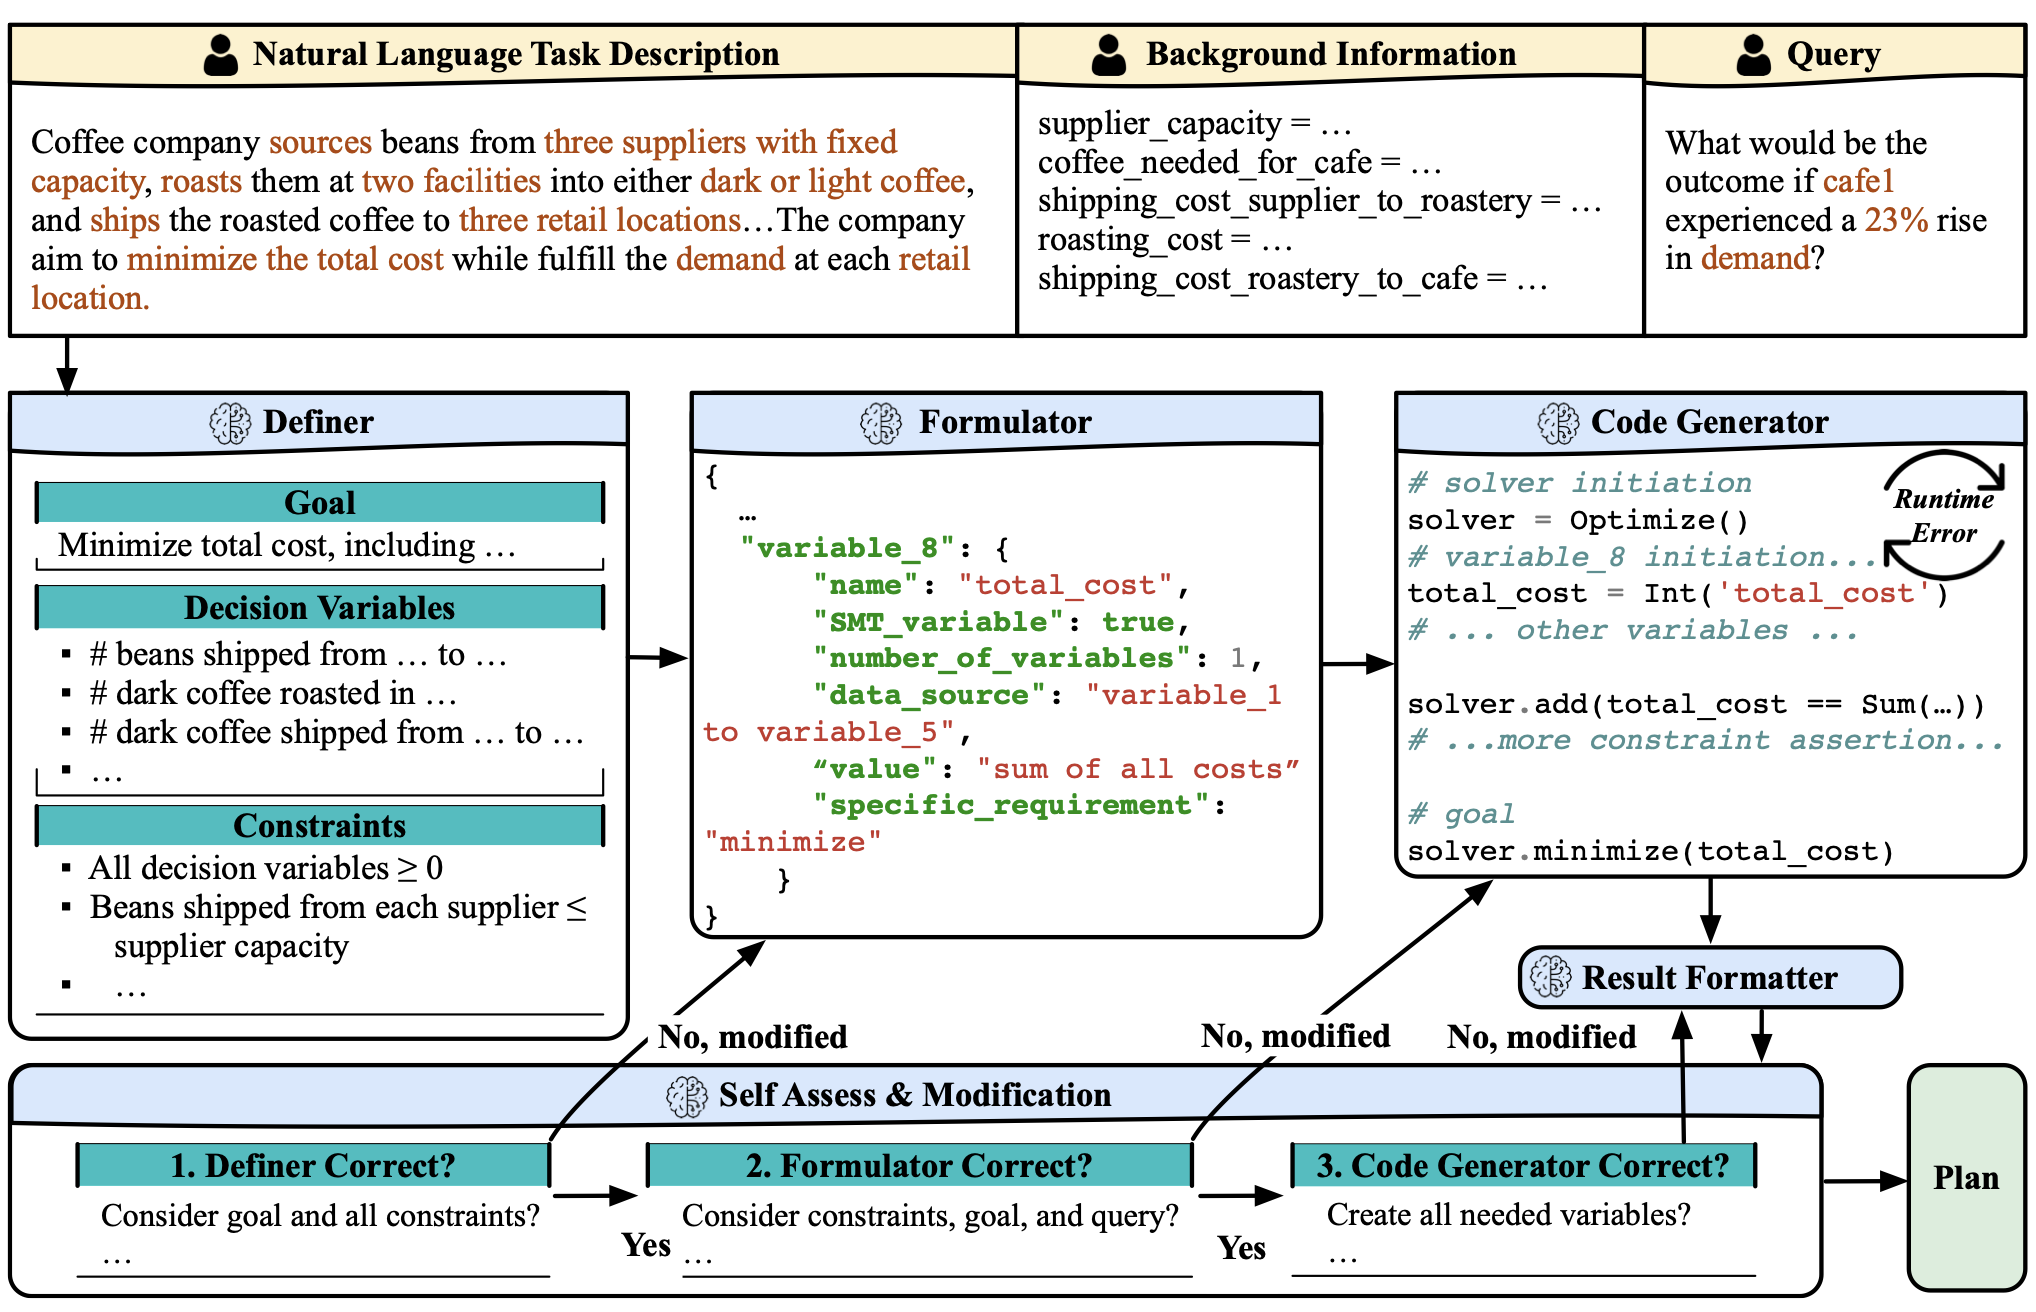 Natural Language Task Description
Coffee company sources beans from three suppliers with fixed
capacity, roasts them at two facilities into either dark or light coffee,
and ships the roasted coffee to three retail locations…The company
aim to minimize the total cost while fulfill the demand at each retail
location.
Background Information
supplier_capacity = …
coffee_needed_for_cafe = …
shipping_cost_supplier_to_roastery = …
roasting_cost = …
shipping_cost_roastery_to_cafe = …
Query
What would be the
outcome if cafe1
experienced a 23% rise
in demand?
Definer
Goal
Minimize total cost, including …
Decision Variables
▪ # beans shipped from … to …
▪ # dark coffee roasted in …
▪ # dark coffee shipped from … to …
▪ …
Constraints
▪ All decision variables ≥ 0
▪ Beans shipped from each supplier ≤
supplier capacity
▪ …
Formulator
{
…
"variable_8": {
"name": "total_cost",
"SMT_variable": true,
"number_of_variables": 1,
"data_source": "variable_1
to variable_5",
“value": "sum of all costs”
"specific_requirement":
"minimize"
}
}
Code Generator
# solver initiation
solver = Optimize()
# variable_8 initiation...
total_cost = Int('total_cost')
# ... other variables ...
solver.add(total_cost == Sum(…))
# ...more constraint assertion...
# goal
solver.minimize(total_cost)
Runtime
Error
Result Formatter
No, modified
No, modified
No, modified
Self Assess & Modification
1. Definer Correct?
Consider goal and all constraints?
…
Yes
2. Formulator Correct?
Consider constraints, goal, and query?
…
Yes
3. Code Generator Correct?
Create all needed variables?
…
Plan